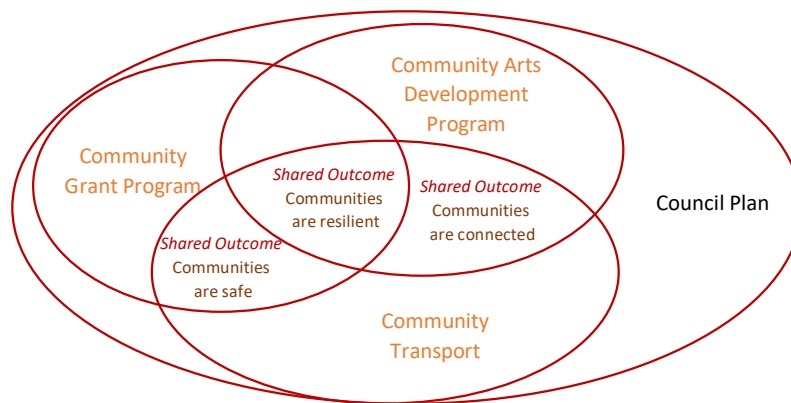 Community Arts
Development
Program
Community
Grant Program
Shared Outcome
Communities
are resilient
Shared Outcome
Communities
are connected
Council Plan
Shared Outcome
Communities
are safe
Community
Transport